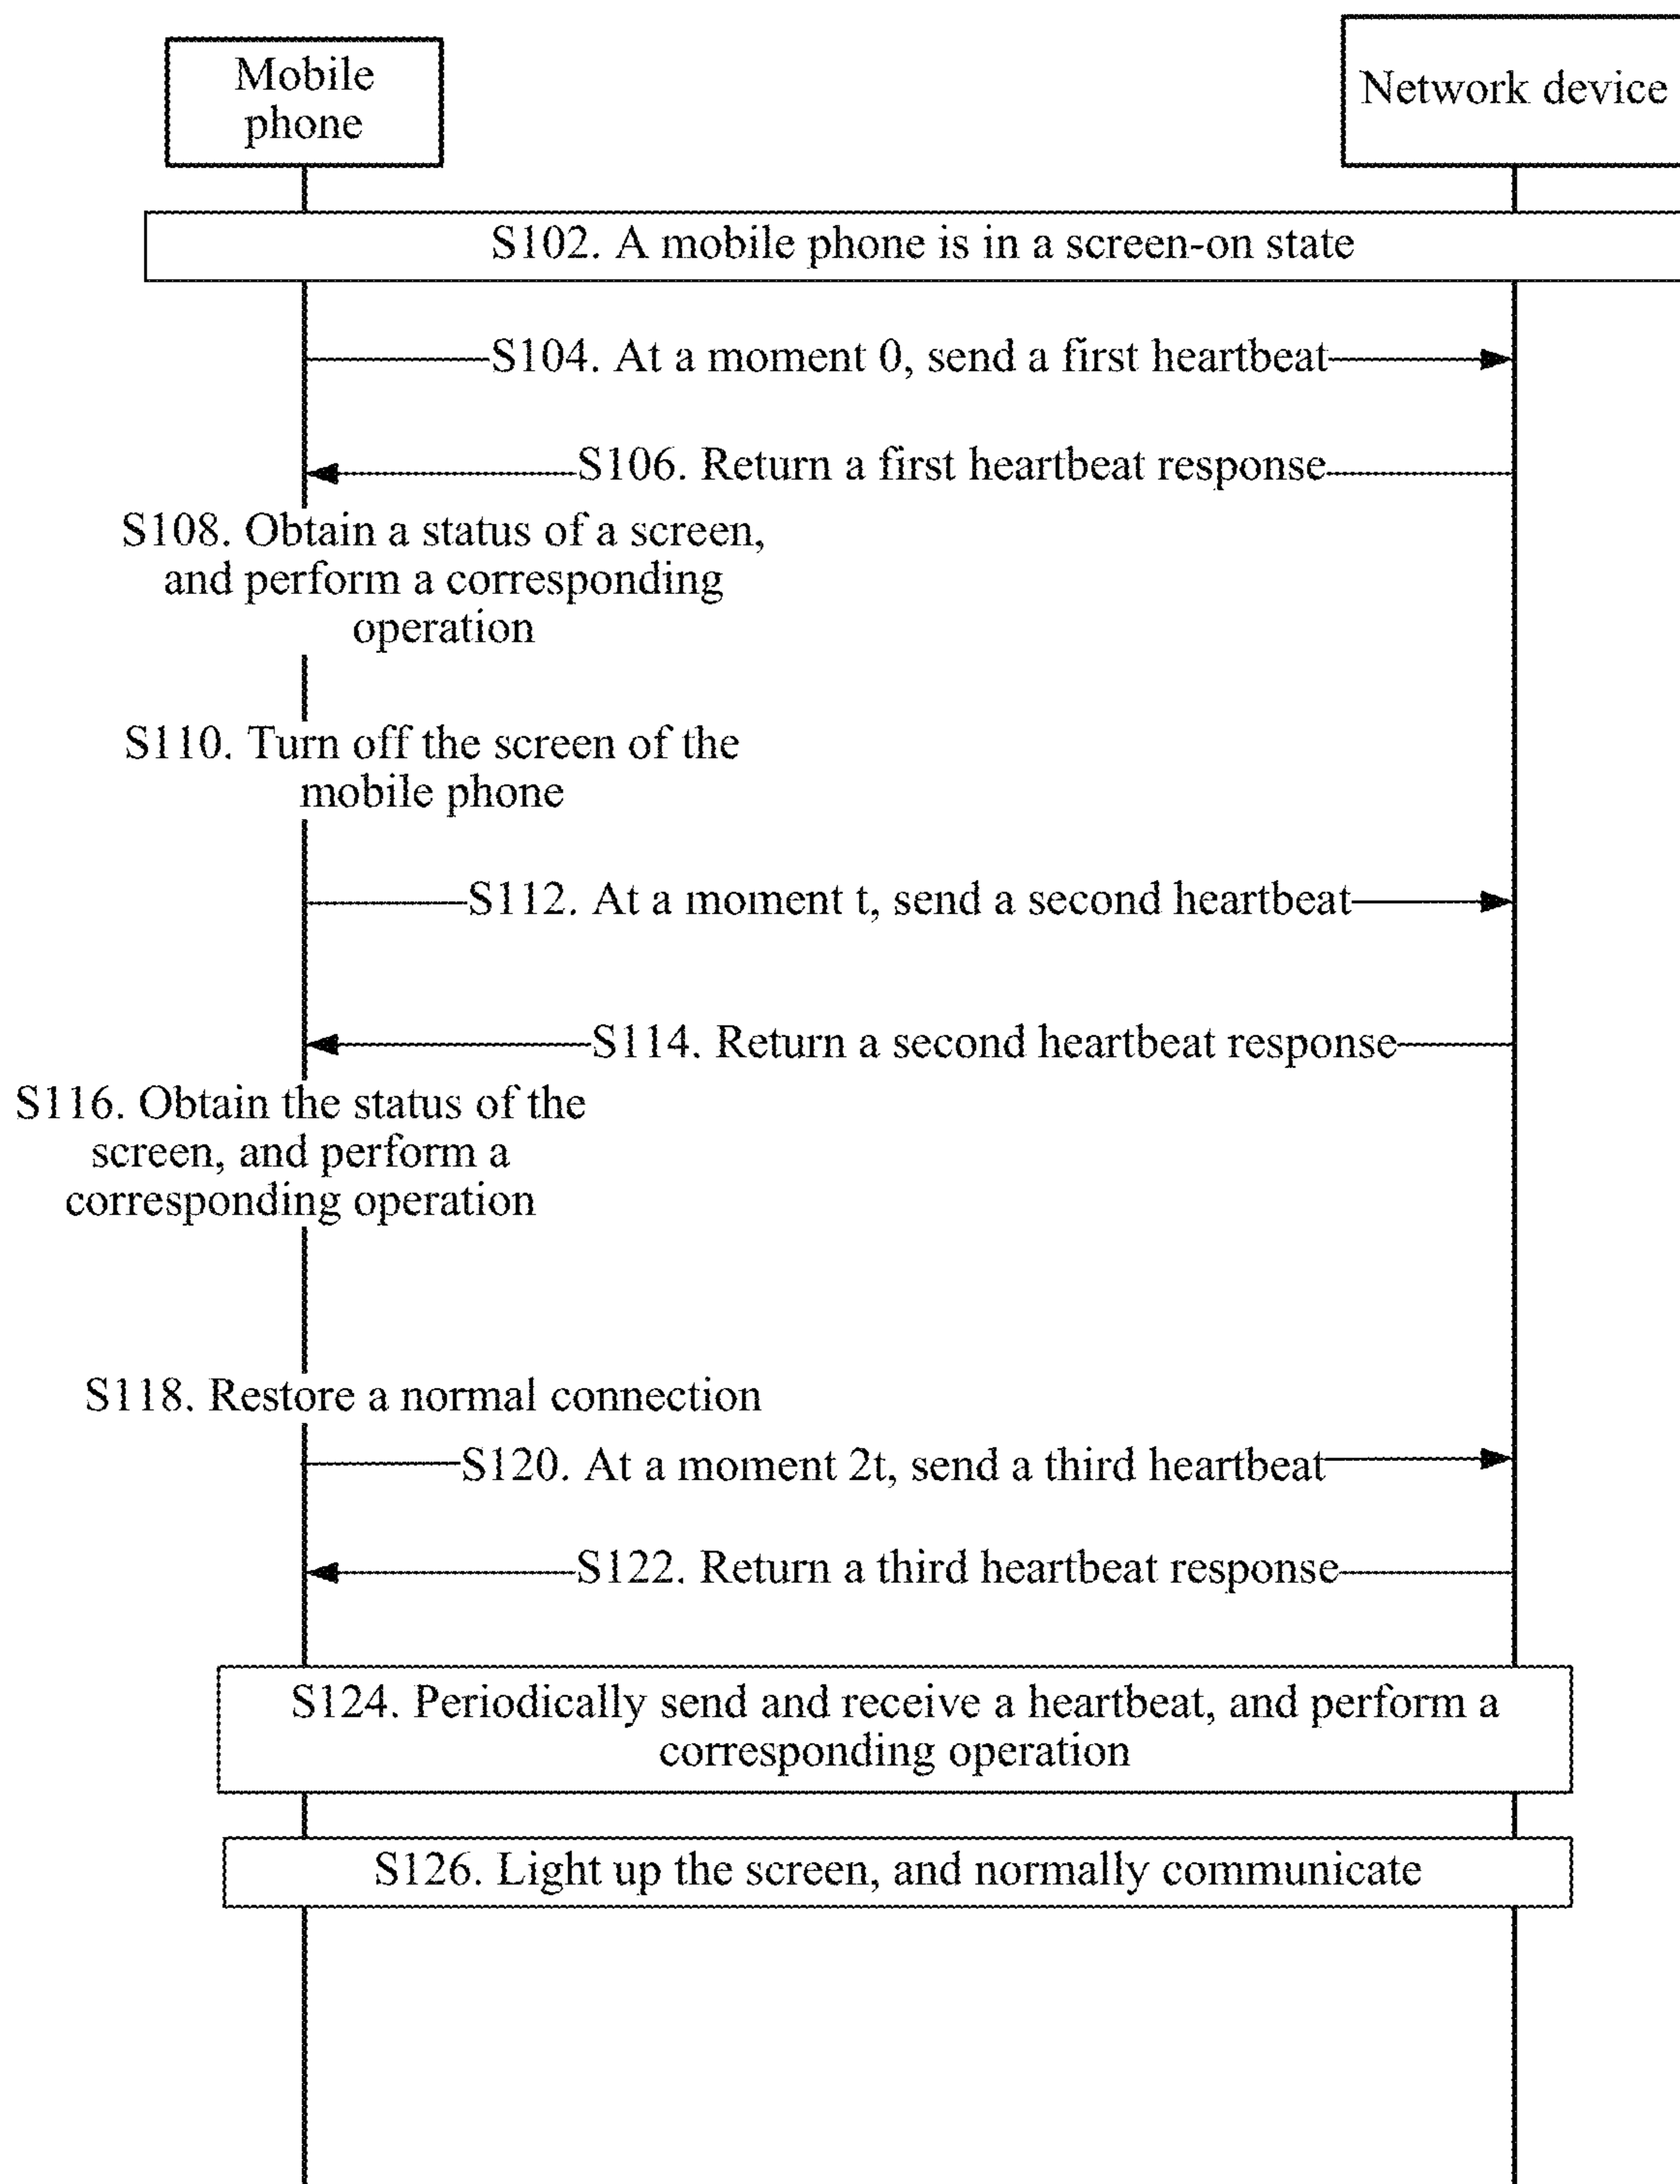 Mobile
phone
Network device
S102. A mobile phone is in a screen-on state
S104. At a moment 0, send a first heartbeat
S106. Return a first heartbeat response
S108. Obtain a status of a screen,
and perform a corresponding
operation
S110. Turn off the screen of the
mobile phone
S112. At a moment t, send a second heartbeat
S114. Return a second heartbeat response
S116. Obtain the status of the
screen, and perform a
corresponding operation
S118. Restore a normal connection
S120. At a moment 2t, send a third heartbeat
S122. Return a third heartbeat response
S124. Periodically send and receive a heartbeat, and perform a
corresponding operation
S126. Light up the screen, and normally communicate